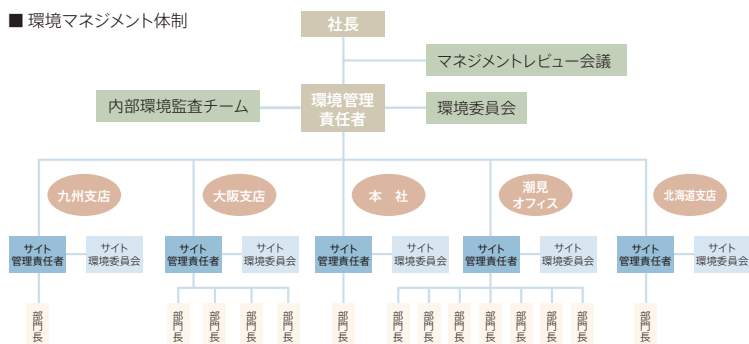 ■ 環境マネジメント体制
社長
マネジメントレビュー会議
内部環境監査チーム
環境管理
責任者
環境委員会
九州支店
大阪支店
本 社
潮見
オフィス
北海道支店
サイト
管理責任者
サイト
環境委員会
サイト
管理責任者
サイト
環境委員会
サイト
管理責任者
サイト
環境委員会
サイト
管理責任者
サイト
環境委員会
サイト
管理責任者
サイト
環境委員会
部門長
部門長
部門長
部門長
部門長
部門長
部門長
部門長
部門長
部門長
部門長
部門長
部門長
部門長